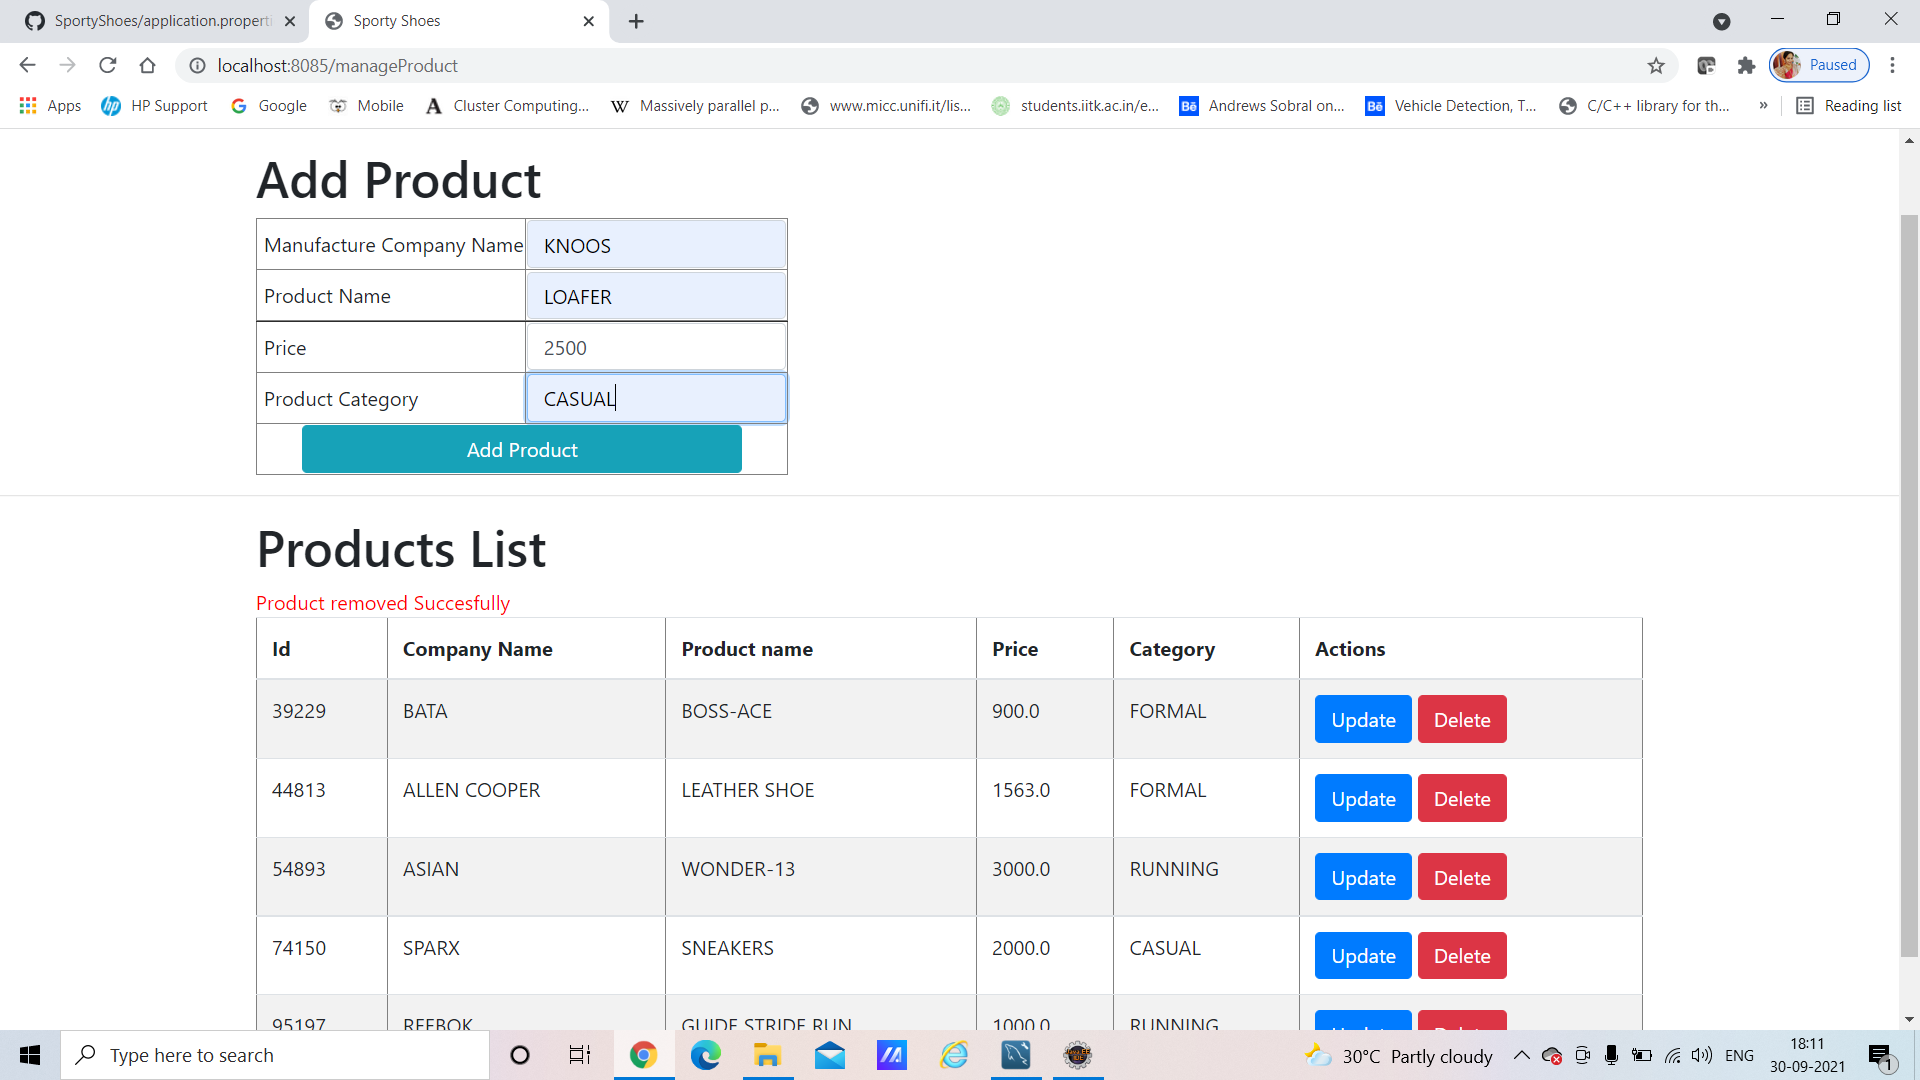 SportyShoes/application.properti
Sporty Shoes
localhost:8085/manageProduct
Paused
Apps
HP Support
Google
Mobile
Cluster Computing...
Massively parallel p...
www.micc.unifi.it/lis...
students.iitk.ac.in/e...
Andrews Sobral on...
Vehicle Detection, T...
C/C++ library for th...
»
Reading list
Add Product
Manufacture Company Name KNOOS
Product Name LOAFER
Price 2500
Product Category CASUAL
Add Product
Products List
Product removed Succesfully
Id Company Name Product name Price Category Actions
39229 BATA BOSS-ACE 900.0 FORMAL Update Delete
44813 ALLEN COOPER LEATHER SHOE 1563.0 FORMAL Update Delete
54893 ASIAN WONDER-13 3000.0 RUNNING Update Delete
74150 SPARX SNEAKERS 2000.0 CASUAL Update Delete
95197 REEBOK GUIDE STRIDE RUN 1000.0 RUNNING Update Delete
Type here to search
30°C Partly cloudy
ENG
18:11
30-09-2021
1